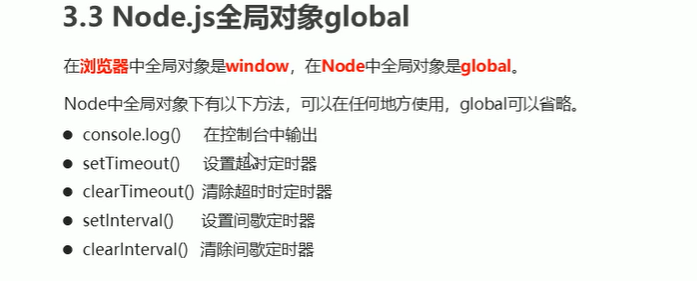 3.3 Node.js全局对象global
在浏览器中全局对象是window，在Node中全局对象是global。
Node中全局对象下有以下方法，可以在任何地方使用，global可以省略。
● console.log() 在控制台中输出
● setTimeout() 设置超时定时器
● clearTimeout() 清除超时时定时器
● setInterval() 设置间歇定时器
● clearInterval() 清除间歇定时器